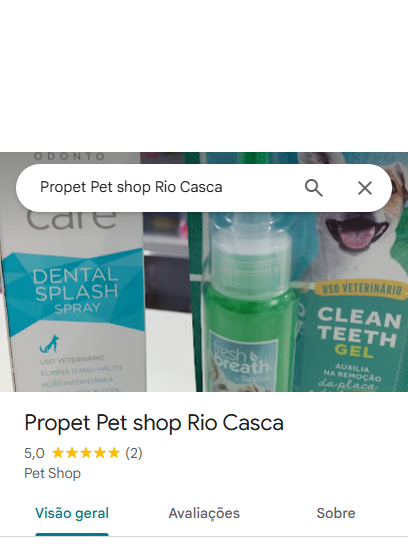 ODONTO
Propet Pet shop Rio Casca
care
DENTAL
SPLASH
SPRAY
USO VETERINÁRIO
ELIMINA O MAU HÁLITO
AÇÃO INSTANTÂNEA
fresh
breath
USO VETERINÁRIO
CLEAN
TEETH
GEL
AUXILIA
NA REMOÇÃO
da placa
Propet Pet shop Rio Casca
5,0 (2)
Pet Shop
Visão geral Avaliações Sobre